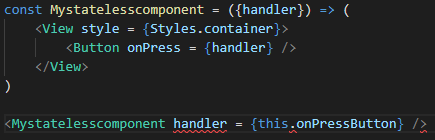 const Mystatelesscomponent = ({handler}) => (
<View style = {Styles.container}>
<Button onPress = {handler} />
</View>
)
<Mystatelesscomponent handler = {this.onPressButton} />